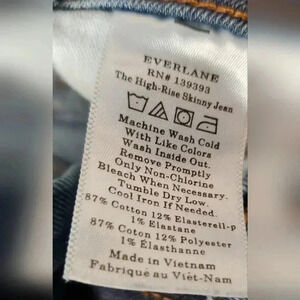 EVERLANE
RN# 139393
The High-Rise Skinny Jean
Machine Wash Cold
With Like Colors
Wash Inside Out.
Remove Promptly
Only Non-Chlorine
Bleach When Necessary.
Tumble Dry Low.
Cool Iron If Needed.
87% Cotton 12% Elasterell-p
1% Elastane
87% Coton 12% Polyester
1% Élasthanne
Made in Vietnam
Fabriqué au Viêt-Nam